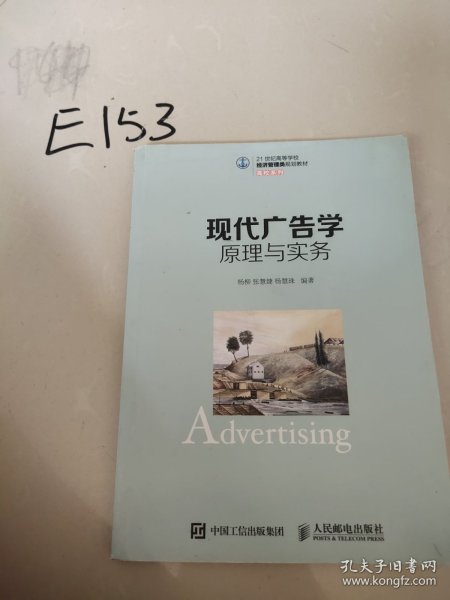 E153
21世纪高等学校
经济管理类规划教材
高校系列
现代广告学
原理与实务
杨柳 张慧婕 杨慧珠 编著
Advertising
中国工信出版集团
人民邮电出版社
POSTS & TELECOM PRESS
孔夫子旧书网
www.kongfz.com